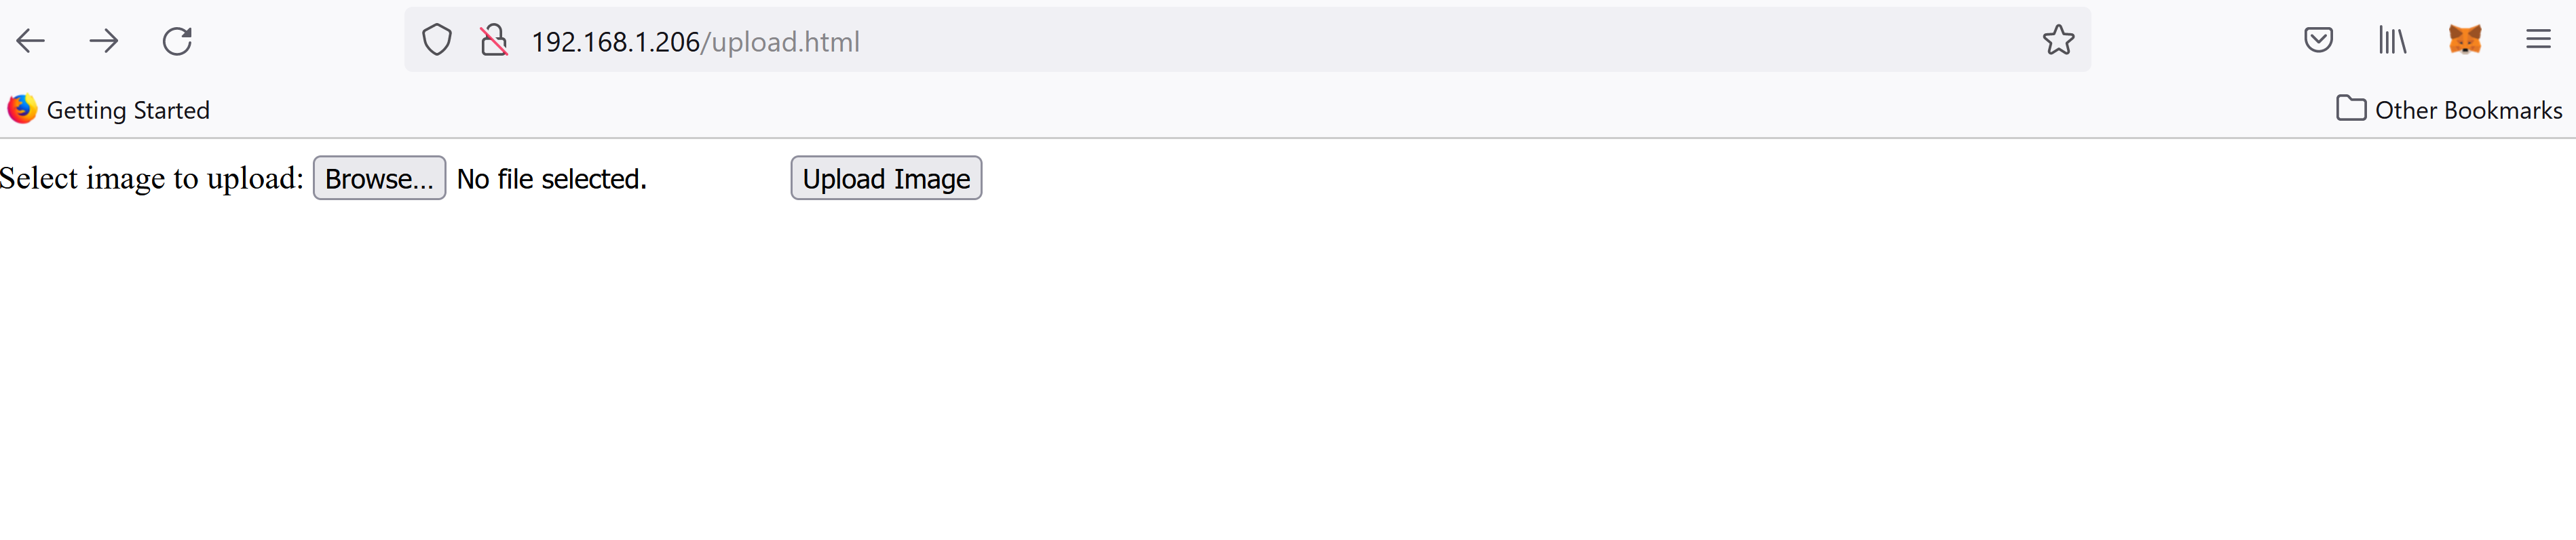 192.168.1.206/upload.html
Getting Started
Other Bookmarks
Select image to upload: Browse... No file selected. Upload Image